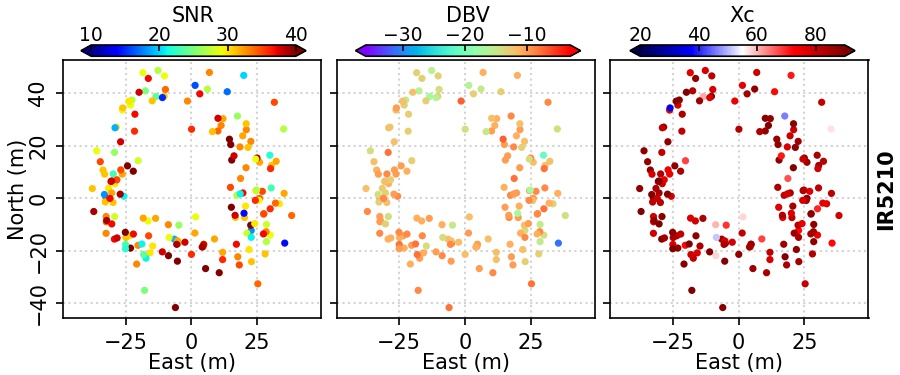 SNR DBV Xc
10 20 30 40 −30 −20 −10 20 40 60 80
40
20
0
−20
−40
North (m)
−25 0 25 −25 0 25 −25 0 25
East (m) East (m) East (m)
IR5210